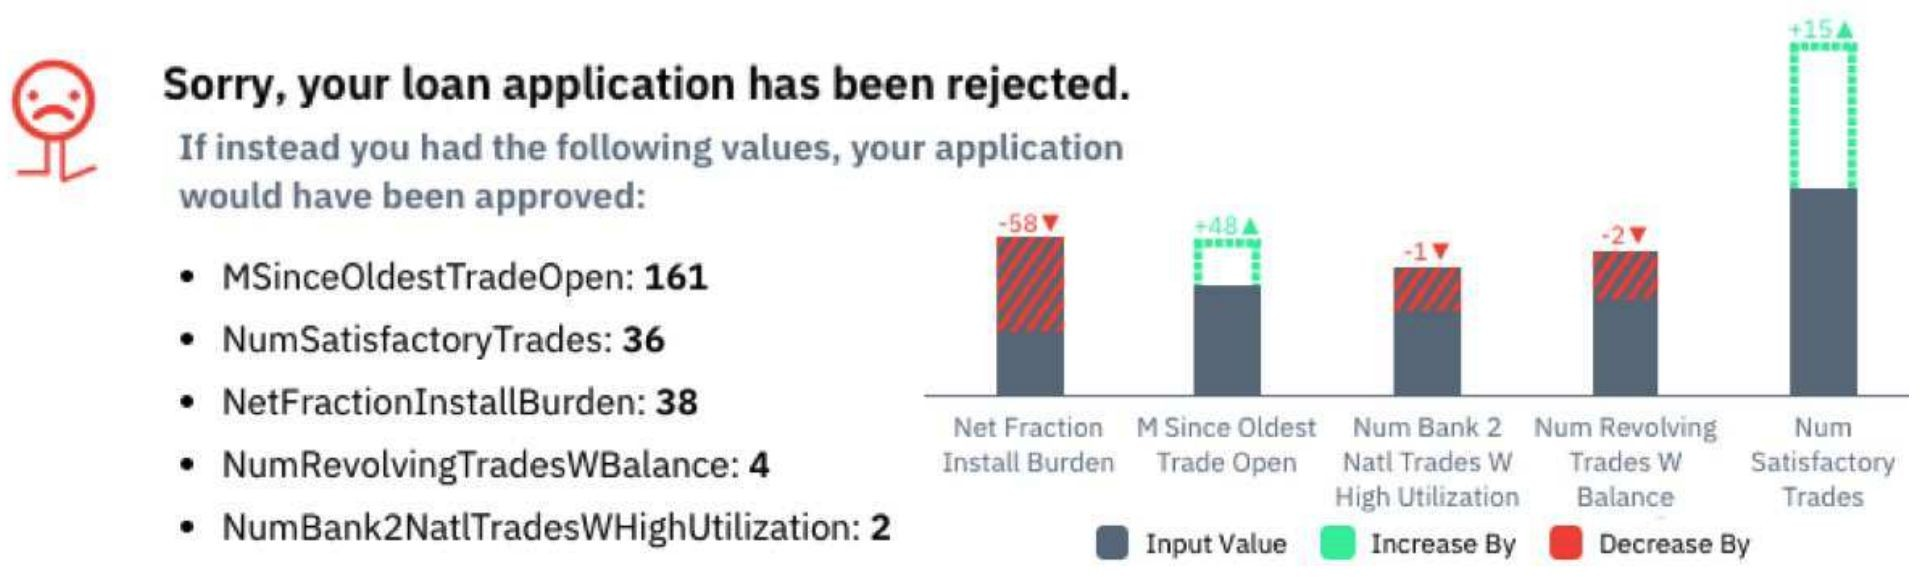 Sorry, your loan application has been rejected.
If instead you had the following values, your application
would have been approved:
• MSinceOldestTradeOpen: 161
• NumSatisfactoryTrades: 36
• NetFractionInstallBurden: 38
• NumRevolvingTradesWBalance: 4
• NumBank2NatlTradesWHighUtilization: 2
-58▼
+48▲
-1▼
-2▼
+15▲
Net Fraction
Install Burden
M Since Oldest
Trade Open
Num Bank 2
Natl Trades W
High Utilization
Num Revolving
Trades W
Balance
Num
Satisfactory
Trades
Input Value
Increase By
Decrease By